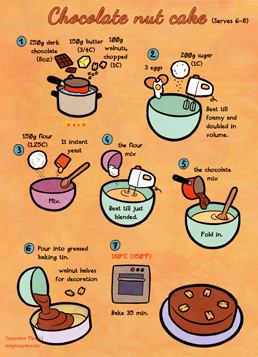 Chocolate nut cake (Serves 6-8)
1
250g dark
chocolate
(8oz)
150g butter
(3/4C)
100g
walnuts,
chopped
(1C)
2
3 eggs
200g sugar
(1C)
Beat till
foamy and
doubled in
volume.
3
150g flour
(1.25C)
1t instant
yeast
Mix.
4
the flour
mix
Beat till just
blended.
5
the chocolate
mix
Fold in.
6 Pour into greased
baking tin.
walnut halves
for decoration
7
180°C (350°F)
Bake 35 min.